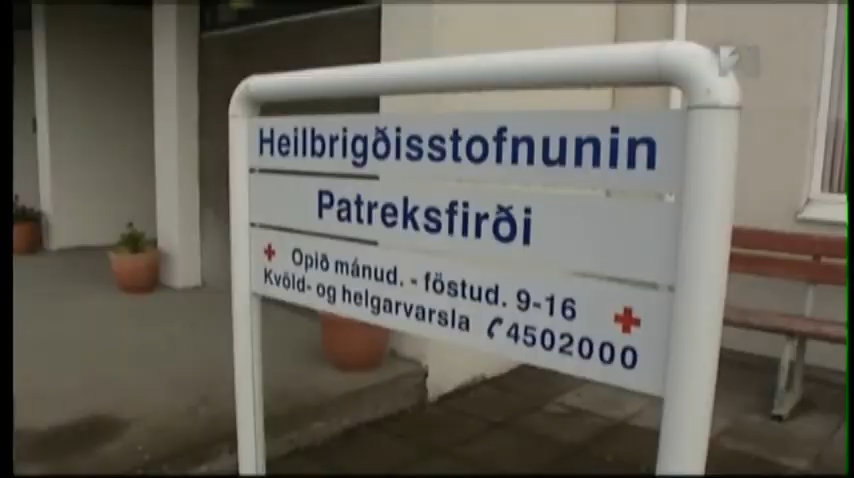 Heilbrigðisstofnunin
Patreksfirði
Opið mánud. - föstud. 9-16
Kvöld- og helgarvarsla ✆4502000